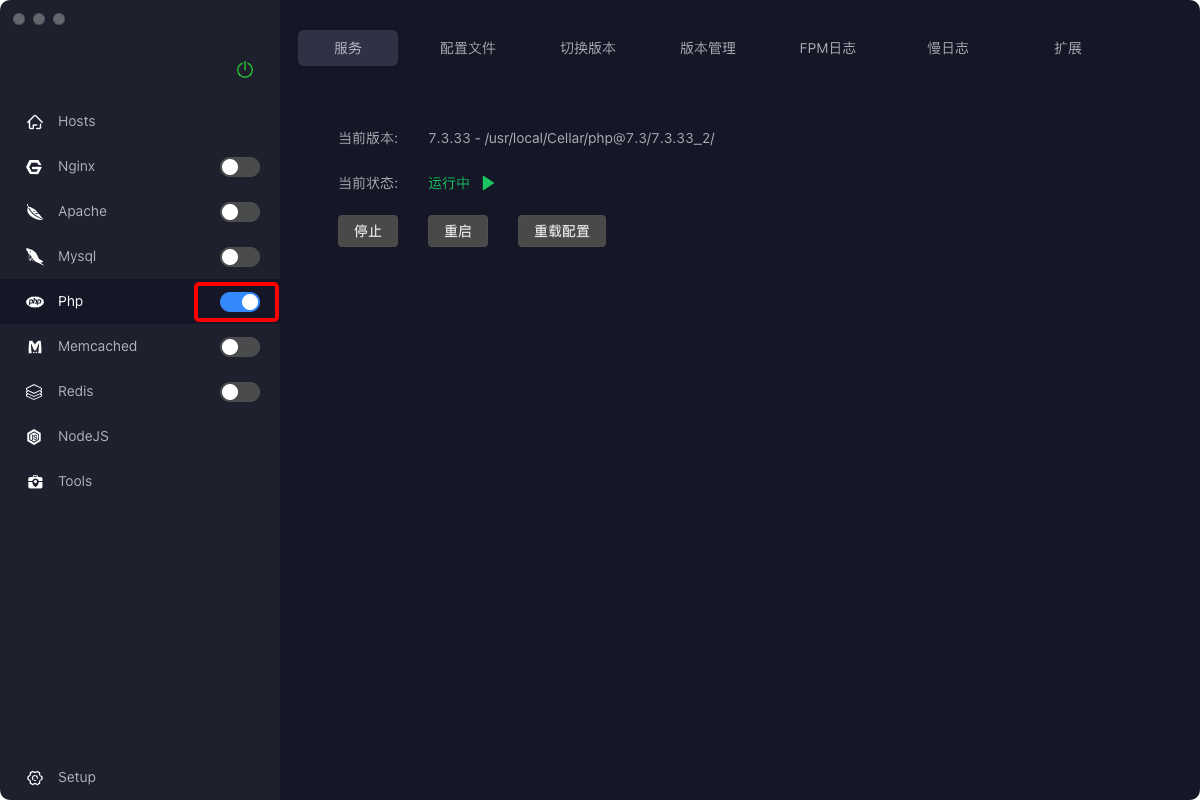 服务 配置文件 切换版本 版本管理 FPM日志 慢日志 扩展
Hosts
Nginx
Apache
Mysql
Php
Memcached
Redis
NodeJS
Tools
Setup
当前版本: 7.3.33 - /usr/local/Cellar/php@7.3/7.3.33_2/
当前状态: 运行中
停止 重启 重载配置